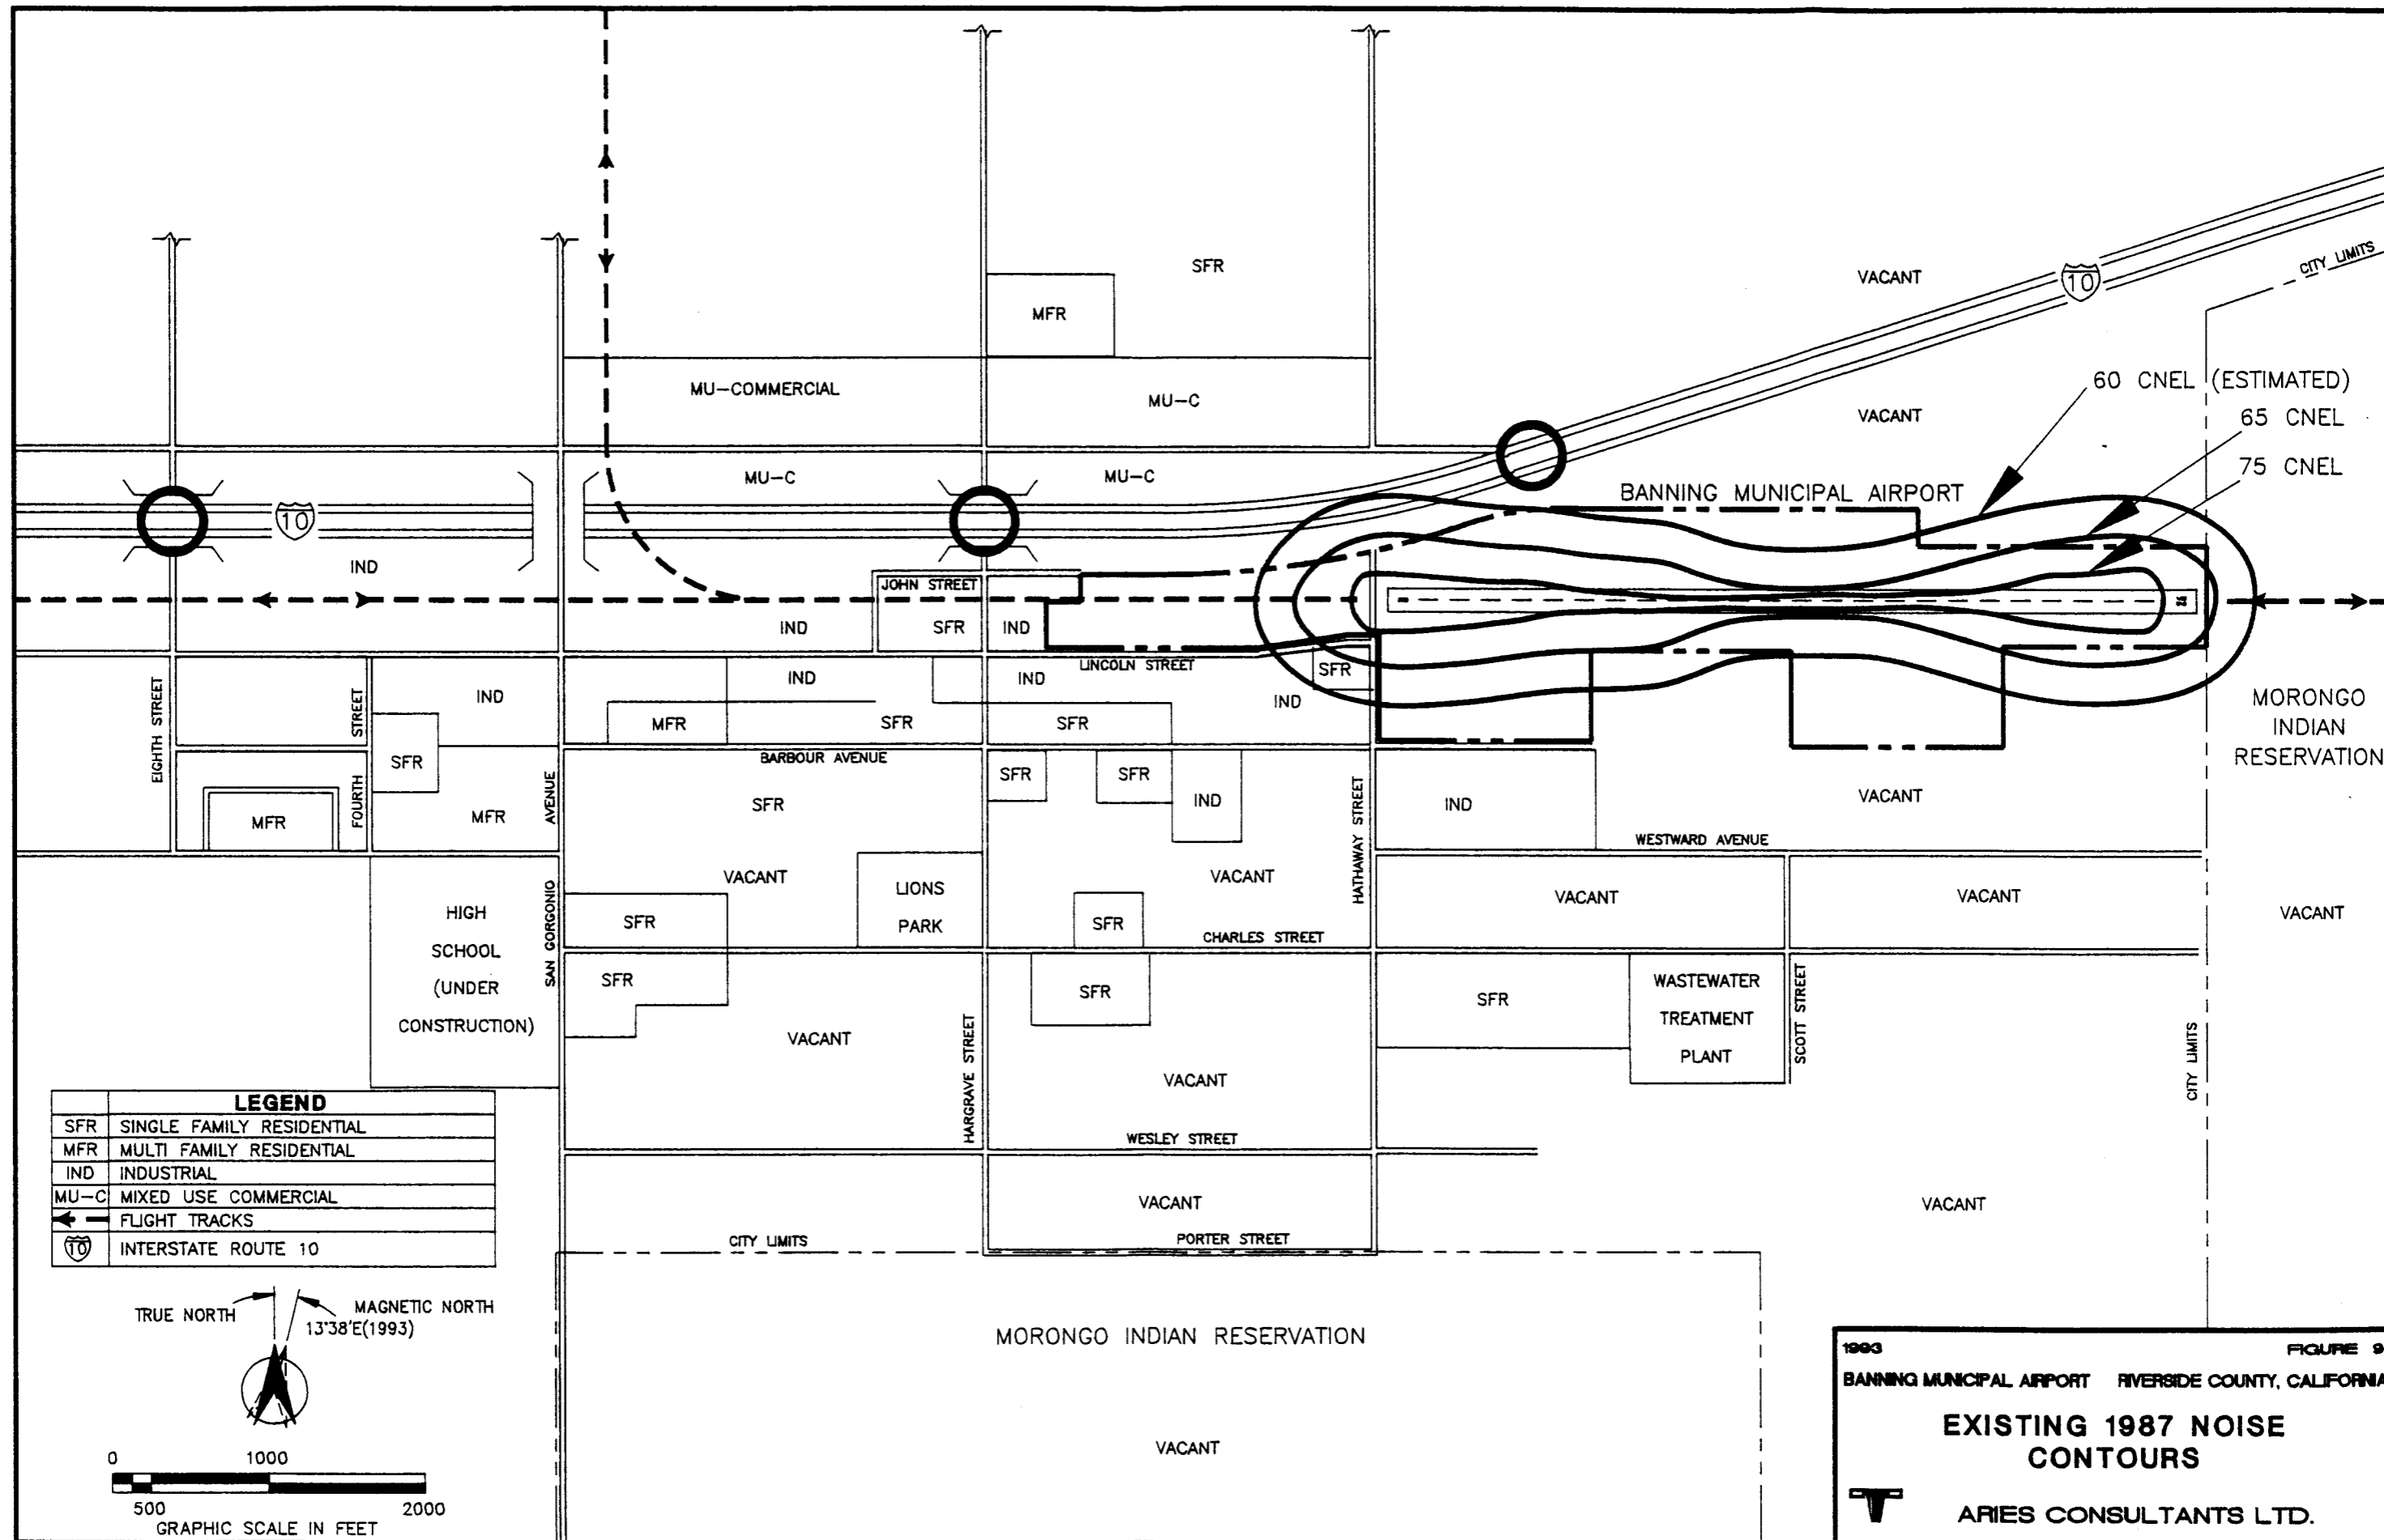 SFR
MFR
VACANT
10
CITY LIMITS
MU-COMMERCIAL
MU-C
60 CNEL (ESTIMATED)
VACANT
65 CNEL
75 CNEL
MU-C
MU-C
BANNING MUNICIPAL AIRPORT
10
IND
JOHN STREET
IND
SFR
IND
26
LINCOLN STREET
EIGHTH STREET
FOURTH STREET
IND
IND
IND
SFR
IND
MORONGO
INDIAN
RESERVATION
MFR
SFR
SFR
SFR
BARBOUR AVENUE
SFR
SFR
IND
MFR
MFR
SAN GORGONIO AVENUE
SFR
HATHAWAY STREET
IND
VACANT
WESTWARD AVENUE
HIGH
SCHOOL
(UNDER
CONSTRUCTION)
VACANT
LIONS
PARK
VACANT
VACANT
VACANT
VACANT
SFR
SFR
CHARLES STREET
SFR
SFR
SFR
WASTEWATER
TREATMENT
PLANT
SCOTT STREET
VACANT
HARGRAVE STREET
VACANT
CITY LIMITS
WESLEY STREET
VACANT
VACANT
CITY LIMITS
PORTER STREET
LEGEND
SFR SINGLE FAMILY RESIDENTIAL
MFR MULTI FAMILY RESIDENTIAL
IND INDUSTRIAL
MU-C MIXED USE COMMERCIAL
FLIGHT TRACKS
10 INTERSTATE ROUTE 10
TRUE NORTH
MAGNETIC NORTH
13°38'E(1993)
MORONGO INDIAN RESERVATION
VACANT
0 1000
500 2000
GRAPHIC SCALE IN FEET
1993 FIGURE 9
BANNING MUNICIPAL AIRPORT RIVERSIDE COUNTY, CALIFORNIA
EXISTING 1987 NOISE
CONTOURS
ARIES CONSULTANTS LTD.